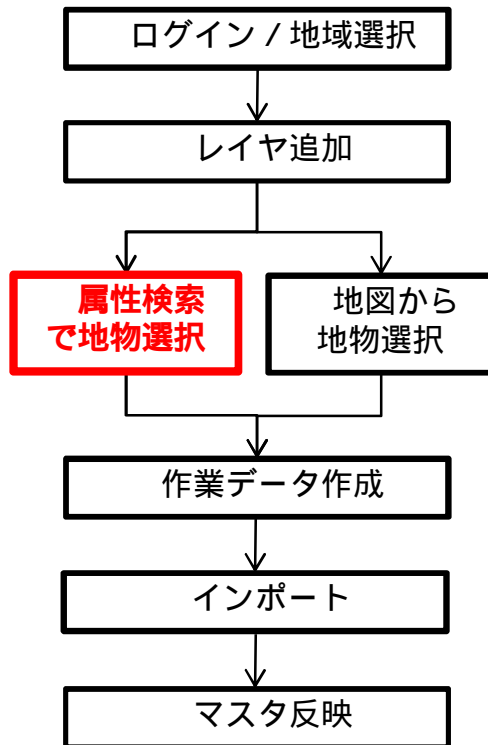 ログイン / 地域選択
レイヤ追加
属性検索
で地物選択
地図から
地物選択
作業データ作成
インポート
マスタ反映